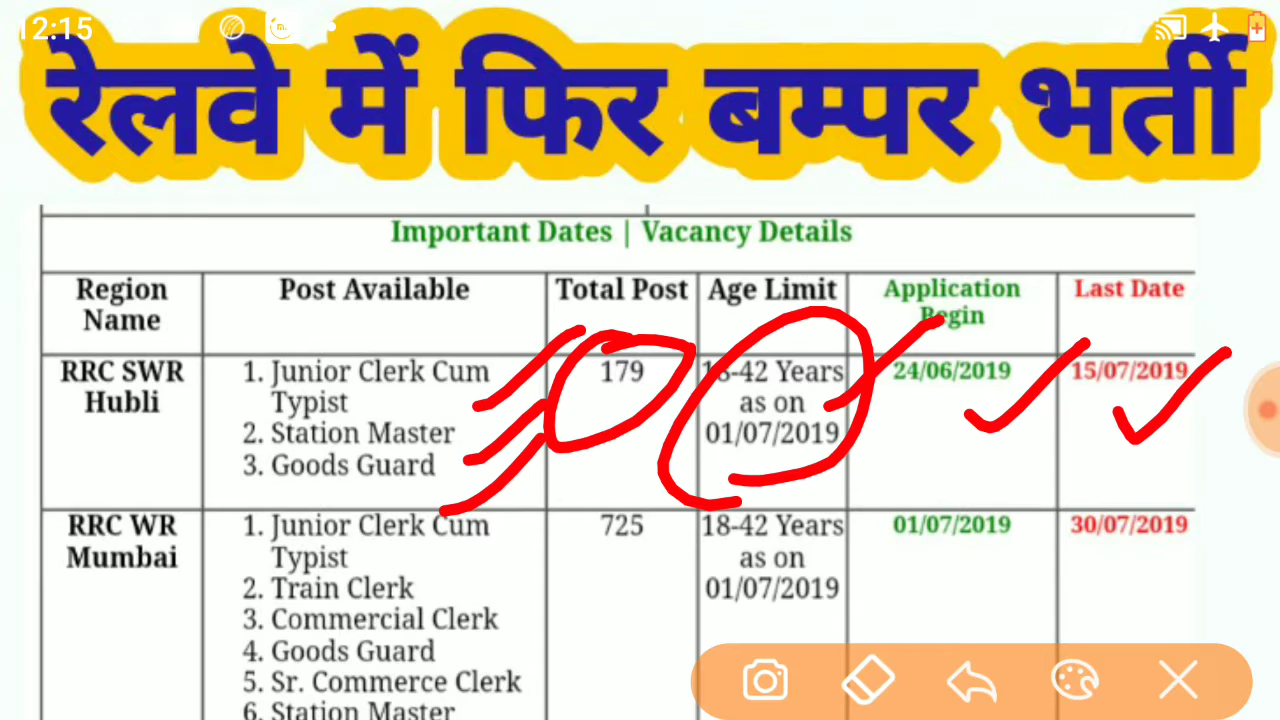 12:15
रेलवे में फिर बम्पर भर्ती
Important Dates | Vacancy Details
Region Name
Post Available
Total Post
Age Limit
Application Begin
Last Date
RRC SWR Hubli
1. Junior Clerk Cum Typist
2. Station Master
3. Goods Guard
179
18-42 Years
as on
01/07/2019
24/06/2019
15/07/2019
RRC WR Mumbai
1. Junior Clerk Cum Typist
2. Train Clerk
3. Commercial Clerk
4. Goods Guard
5. Sr. Commerce Clerk
6. Station Master
725
18-42 Years
as on
01/07/2019
01/07/2019
30/07/2019